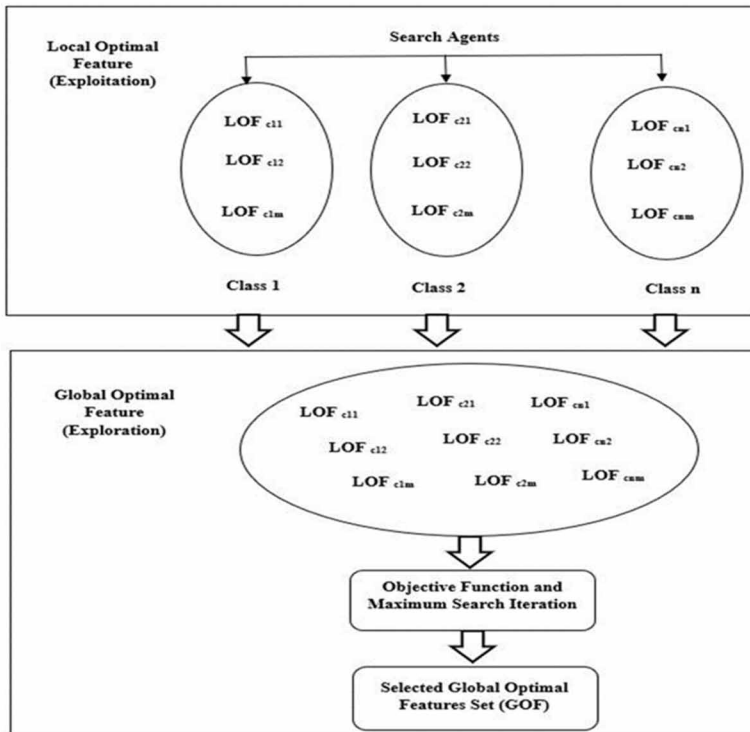 Local Optimal
Feature
(Exploitation)
Search Agents
LOF c11
LOF c12
LOF c1m
LOF c21
LOF c22
LOF c2m
LOF cn1
LOF cn2
LOF cnm
Class 1
Class 2
Class n
Global Optimal
Feature
(Exploration)
LOF c11
LOF c21
LOF cn1
LOF c12
LOF c22
LOF cn2
LOF c1m
LOF c2m
LOF cnm
Objective Function and
Maximum Search Iteration
Selected Global Optimal
Features Set (GOF)